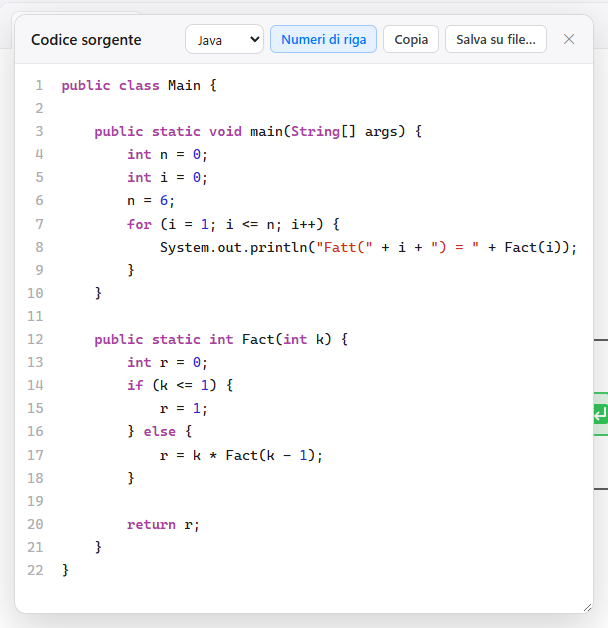 Codice sorgente Java Numeri di riga Copia Salva su file... ×
1 public class Main {
2
3     public static void main(String[] args) {
4         int n = 0;
5         int i = 0;
6         n = 6;
7         for (i = 1; i <= n; i++) {
8             System.out.println("Fatt(" + i + ") = " + Fact(i));
9         }
10     }
11
12     public static int Fact(int k) {
13         int r = 0;
14         if (k <= 1) {
15             r = 1;
16         } else {
17             r = k * Fact(k - 1);
18         }
19
20         return r;
21     }
22 }